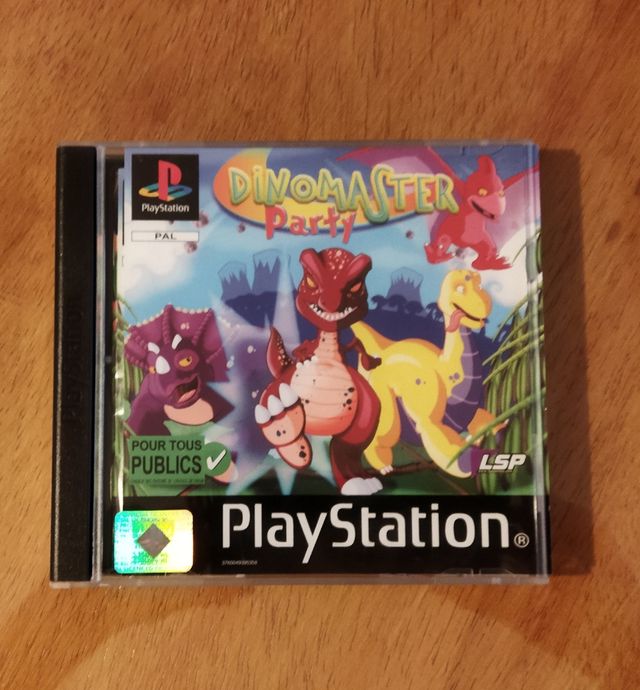 DINOMASTER
Party
PlayStation
PAL
POUR TOUS
PUBLICS
LSP
PlayStation®